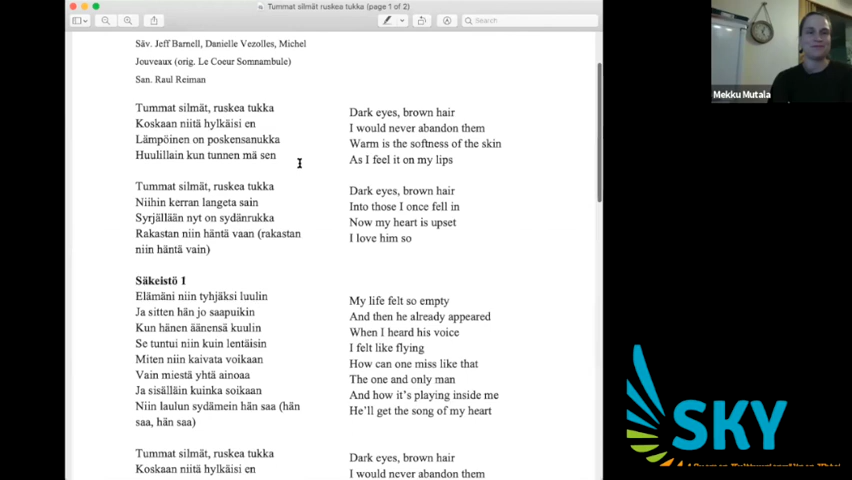 Tummat silmät ruskea tukka (page 1 of 2)
Search
Säv. Jeff Barnell, Danielle Vezolles, Michel
Jouveaux (orig. Le Coeur Somnambule)
San. Raul Reiman
Tummat silmät, ruskea tukka
Koskaan niitä hylkäisi en
Lämpöinen on poskensanukka
Huulillain kun tunnen mä sen
Dark eyes, brown hair
I would never abandon them
Warm is the softness of the skin
As I feel it on my lips
Tummat silmät, ruskea tukka
Niihin kerran langeta sain
Syrjällään nyt on sydänrukka
Rakastan niin häntä vaan (rakastan
niin häntä vain)
Dark eyes, brown hair
Into those I once fell in
Now my heart is upset
I love him so
Säkeistö 1
Elämäni niin tyhjäksi luulin
Ja sitten hän jo saapuikin
Kun hänen äänensä kuulin
Se tuntui niin kuin lentäisin
Miten niin kaivata voikaan
Vain miestä yhtä ainoaa
Ja sisälläin kuinka soikaan
Niin laulun sydämein hän saa (hän
saa, hän saa)
My life felt so empty
And then he already appeared
When I heard his voice
I felt like flying
How can one miss like that
The one and only man
And how it's playing inside me
He'll get the song of my heart
Tummat silmät, ruskea tukka
Koskaan niitä hylkäisi en
Dark eyes, brown hair
I would never abandon them
Mekku Mutala
SKY